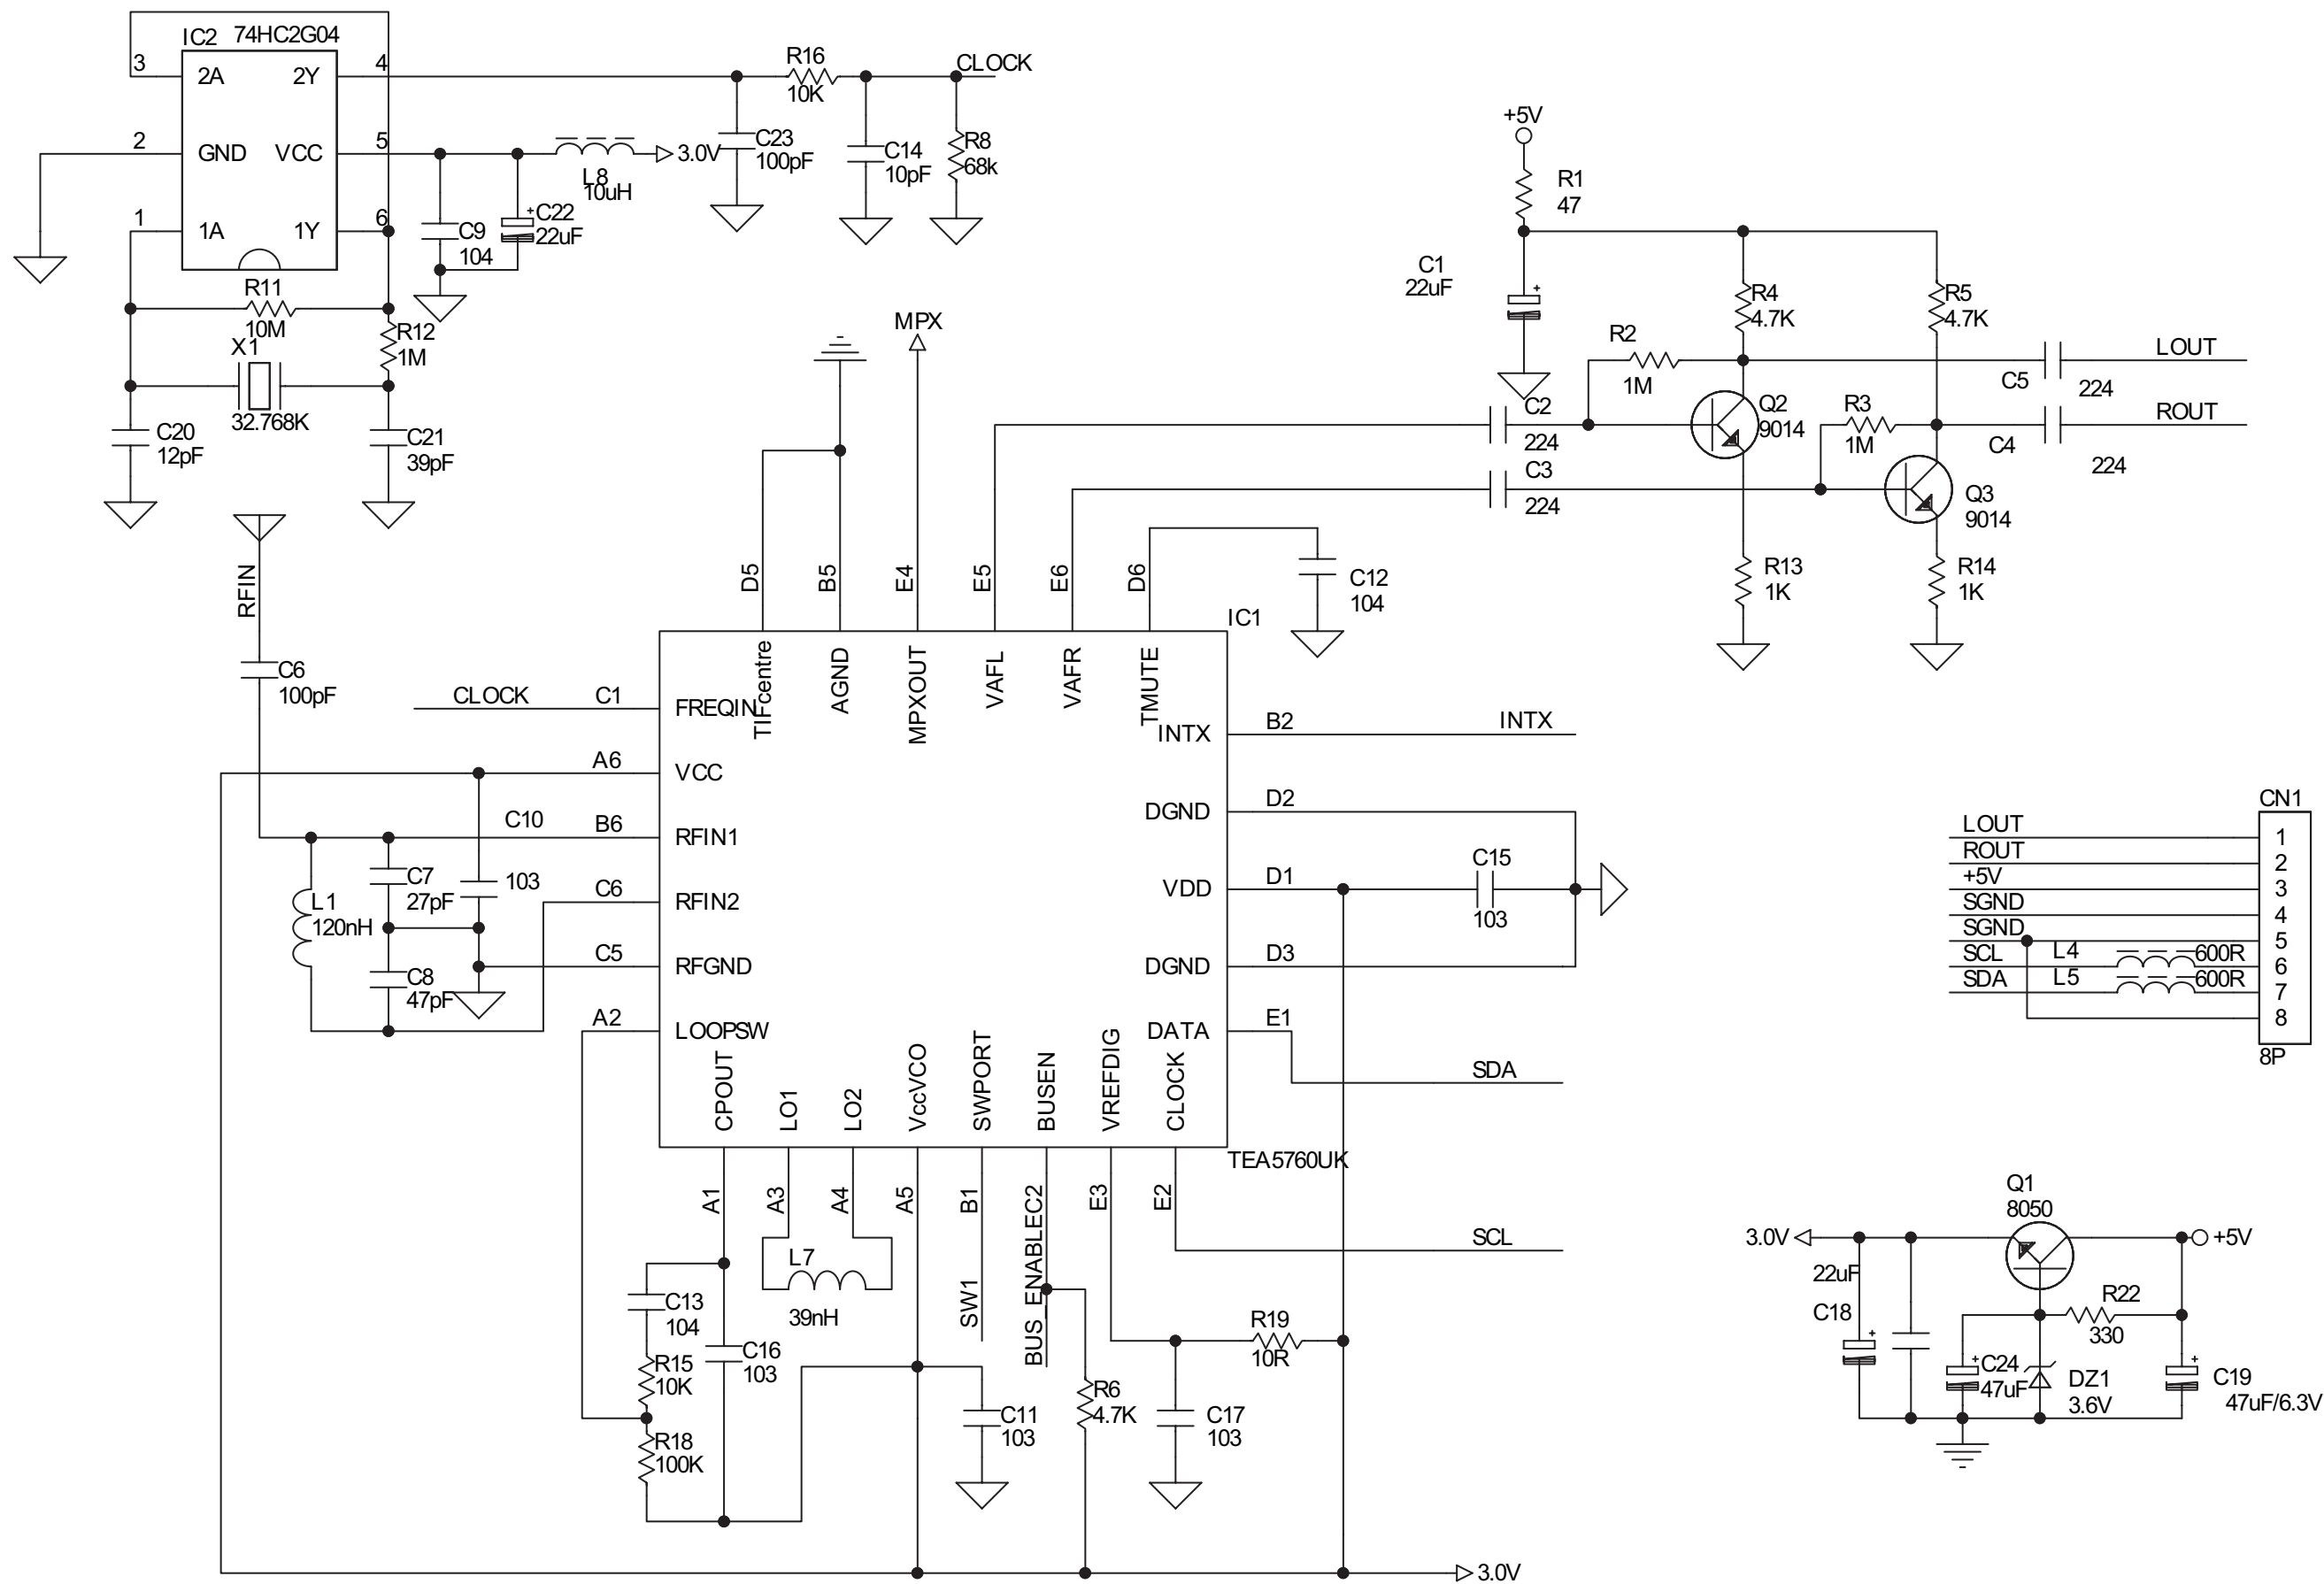 IC2 74HC2G04
3 2A 2Y 4
2 GND VCC 5
1 1A 1Y 6
R16
10K
CLOCK
C23
100pF
C14
10pF
R8
68k
3.0V
L8
10uH
C9
104
C22
22uF
R11
10M
X1
32.768K
R12
1M
C20
12pF
C21
39pF
+5V
R1
47
C1
22uF
R4
4.7K
R5
4.7K
R2
1M
LOUT
C5
224
Q2
9014
R3
1M
ROUT
C4
224
C2
224
C3
224
Q3
9014
R13
1K
R14
1K
MPX
RFIN
C6
100pF
D5
B5
E4
E5
E6
D6
C12
104
IC1
TIFcentre
AGND
MPXOUT
VAFL
VAFR
TMUTE
CLOCK C1 FREQIN
A6 VCC
C10 B6 RFIN1
C7
27pF
103
C6 RFIN2
L1
120nH
C5 RFGND
C8
47pF
A2 LOOPSW
INTX B2 INTX
DGND D2
VDD D1
C15
103
DGND D3
DATA E1
SDA
CPOUT
LO1
LO2
VccVCO
SWPORT
BUSEN
VREFDIG
CLOCK
TEA5760UK
A1
A3
A4
A5
B1
BUS_ENABLEC2
E3
E2
SCL
SW1
L7
39nH
C13
104
C16
103
R15
10K
R18
100K
C11
103
R6
4.7K
C17
103
R19
10R
3.0V
CN1
LOUT 1
ROUT 2
+5V 3
SGND 4
SGND 5
SCL L4 600R 6
SDA L5 600R 7
8
8P
Q1
8050
3.0V
+5V
22uF
C18
R22
330
C24
47uF
DZ1
3.6V
C19
47uF/6.3V